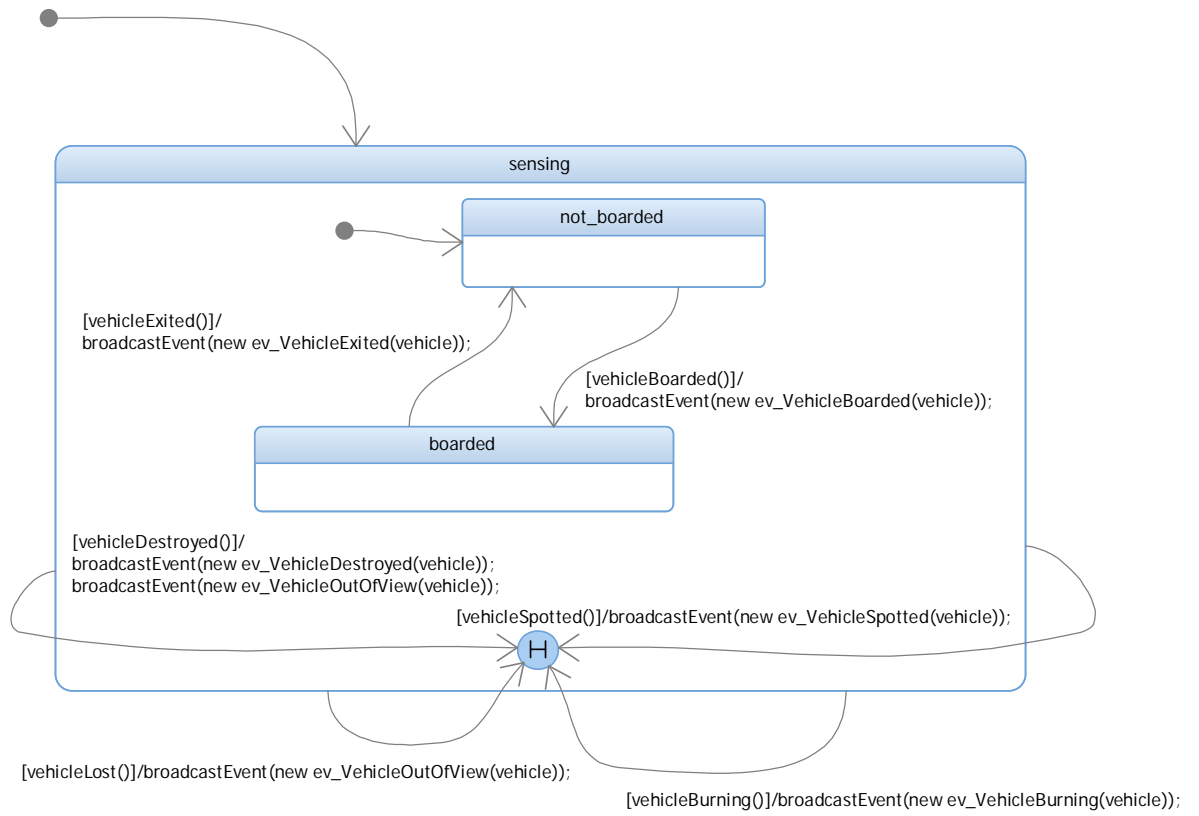 sensing
not_boarded
[vehicleExited()]/
broadcastEvent(new ev_VehicleExited(vehicle));
[vehicleBoarded()]/
broadcastEvent(new ev_VehicleBoarded(vehicle));
boarded
[vehicleDestroyed()]/
broadcastEvent(new ev_VehicleDestroyed(vehicle));
broadcastEvent(new ev_VehicleOutOfView(vehicle));
[vehicleSpotted()]/broadcastEvent(new ev_VehicleSpotted(vehicle));
H
[vehicleLost()]/broadcastEvent(new ev_VehicleOutOfView(vehicle));
[vehicleBurning()]/broadcastEvent(new ev_VehicleBurning(vehicle));